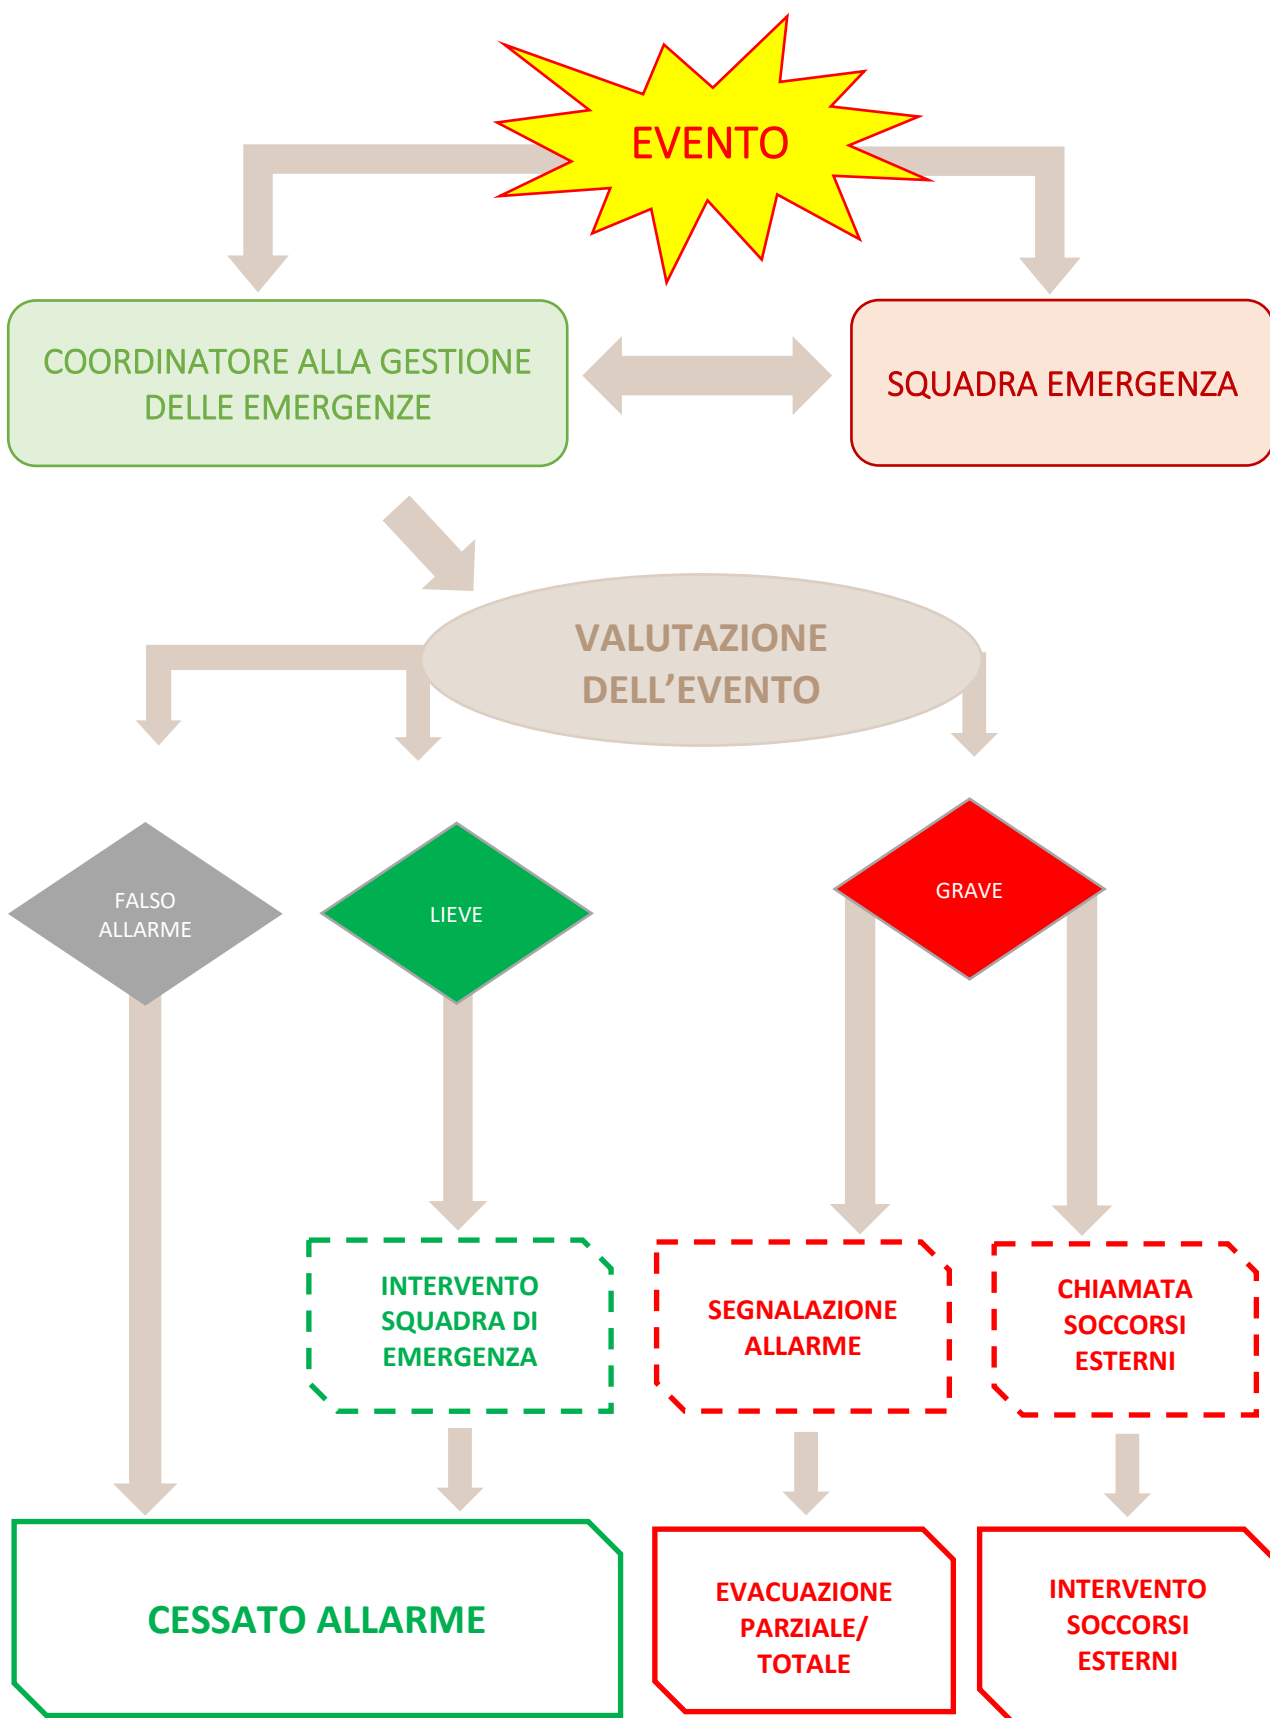 EVENTO
COORDINATORE ALLA GESTIONE
DELLE EMERGENZE
SQUADRA EMERGENZA
VALUTAZIONE
DELL’EVENTO
FALSO
ALLARME
LIEVE
GRAVE
INTERVENTO
SQUADRA DI
EMERGENZA
SEGNALAZIONE
ALLARME
CHIAMATA
SOCCORSI
ESTERNI
CESSATO ALLARME
EVACUAZIONE
PARZIALE/
TOTALE
INTERVENTO
SOCCORSI
ESTERNI